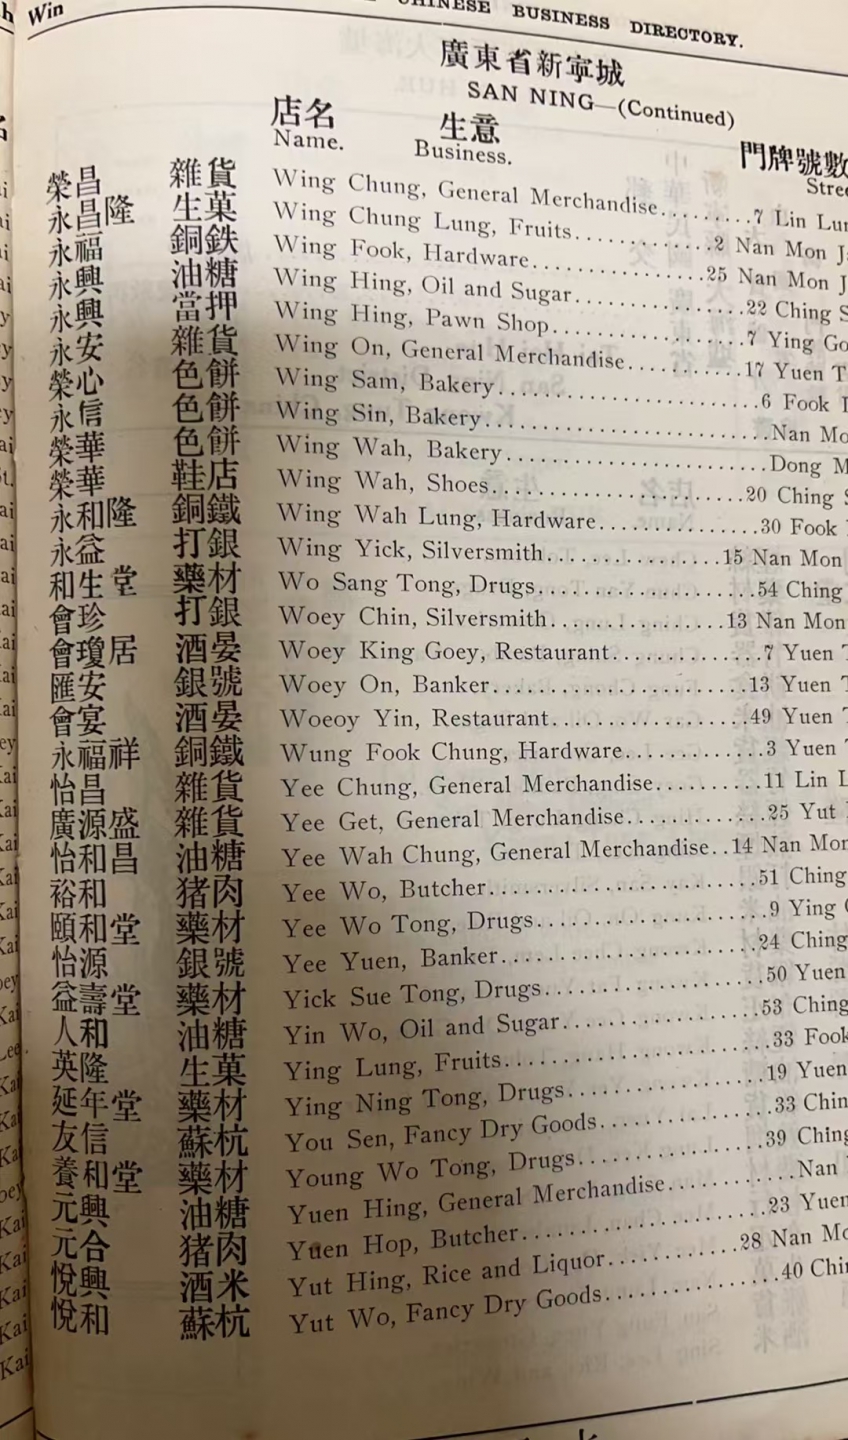 Win
CHINESE BUSINESS DIRECTORY.
廣東省新寧城
SAN NING—(Continued)
店名 生意 門牌號數
Name. Business. Stree
榮昌 雜貨 Wing Chung, General Merchandise.........7 Lin Lun
永昌隆 生菓 Wing Chung Lung, Fruits..............2 Nan Mon J
永福 銅鉄 Wing Fook, Hardware.................25 Nan Mon J
永興 油糖 Wing Hing, Oil and Sugar.................22 Ching S
永興 當押 Wing Hing, Pawn Shop...................7 Ying Go
永安 雜貨 Wing On, General Merchandise............17 Yuen T
榮心 色餅 Wing Sam, Bakery.........................6 Fook
永信 色餅 Wing Sin, Bakery...........................Nan Mo
榮華 色餅 Wing Wah, Bakery........................Dong M
榮華 鞋店 Wing Wah, Shoes........................20 Ching S
永和隆 銅鐵 Wing Wah Lung, Hardware...............30 Fook
永益 打銀 Wing Yick, Silversmith................15 Nan Mon
和生堂 藥材 Wo Sang Tong, Drugs....................54 Ching
會珍 打銀 Woey Chin, Silversmith................13 Nan Mon
會瓊居 酒晏 Woey King Goey, Restaurant.............7 Yuen T
匯安 銀號 Woey On, Banker.......................13 Yuen T
會宴 酒晏 Woeoy Yin, Restaurant..................49 Yuen T
永福祥 銅鐵 Wung Fook Chung, Hardware............3 Yuen T
怡昌 雜貨 Yee Chung, General Merchandise.........11 Lin L
廣源盛 雜貨 Yee Get, General Merchandise............25 Yut
怡和昌 油糖 Yee Wah Chung, General Merchandise..14 Nan Mon
裕和 猪肉 Yee Wo, Butcher........................51 Ching
頤和堂 藥材 Yee Wo Tong, Drugs.....................9 Ying
怡源 銀號 Yee Yuen, Banker......................24 Ching
益壽堂 藥材 Yick Sue Tong, Drugs...................50 Yuen
人和 油糖 Yin Wo, Oil and Sugar..................53 Ching
英隆 生菓 Ying Lung, Fruits.......................33 Fook
延年堂 藥材 Ying Ning Tong, Drugs.................19 Yuen
友信 蘇杭 You Sen, Fancy Dry Goods..............33 Chin
養和堂 藥材 Young Wo Tong, Drugs.................39 Ching
元興 油糖 Yuen Hing, General Merchandise...........Nan
元合 猪肉 Yuen Hop, Butcher.....................23 Yuen
悅興 酒米 Yut Hing, Rice and Liquor............28 Nan Mo
悅和 蘇杭 Yut Wo, Fancy Dry Goods...............40 Chin